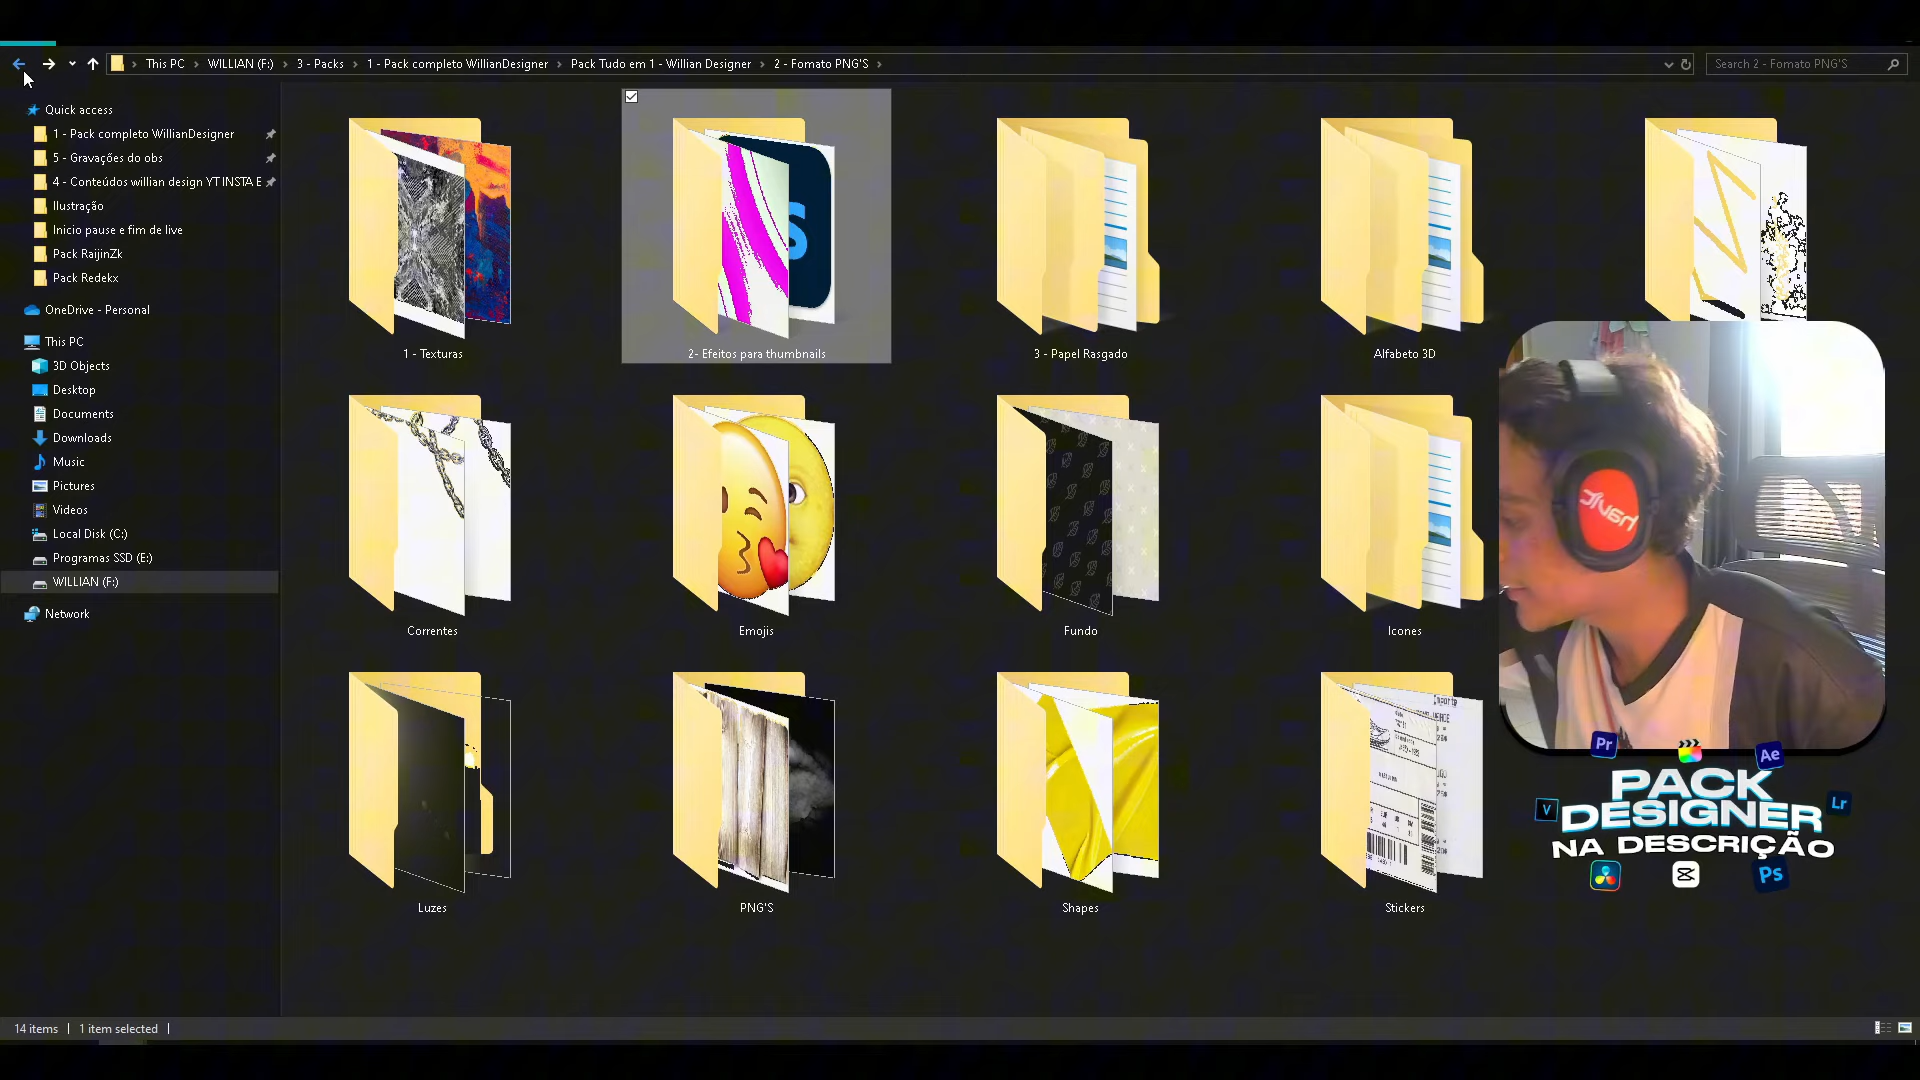 This PC
WILLIAN (F:)
3 - Packs
1 - Pack completo WillianDesigner
Pack Tudo em 1 - Willian Designer
2 - Fomato PNG'S
Search 2 - Fomato PNG'S
Quick access
1 - Pack completo WillianDesigner
5 - Gravações do obs
4 - Conteúdos willian design YT INSTA E
Ilustração
Inicio pause e fim de live
Pack RaijinZk
Pack Redekx
OneDrive - Personal
This PC
3D Objects
Desktop
Documents
Downloads
Music
Pictures
Videos
Local Disk (C:)
Programas SSD (E:)
WILLIAN (F:)
Network
1 - Texturas
2- Efeitos para thumbnails
3 - Papel Rasgado
Alfabeto 3D
Correntes
Emojis
Fundo
Icones
Luzes
PNG'S
Shapes
Stickers
havic
Pr
Ae
PACK
V
DESIGNER
Lr
NA DESCRIÇÃO
Ps
14 items
1 item selected